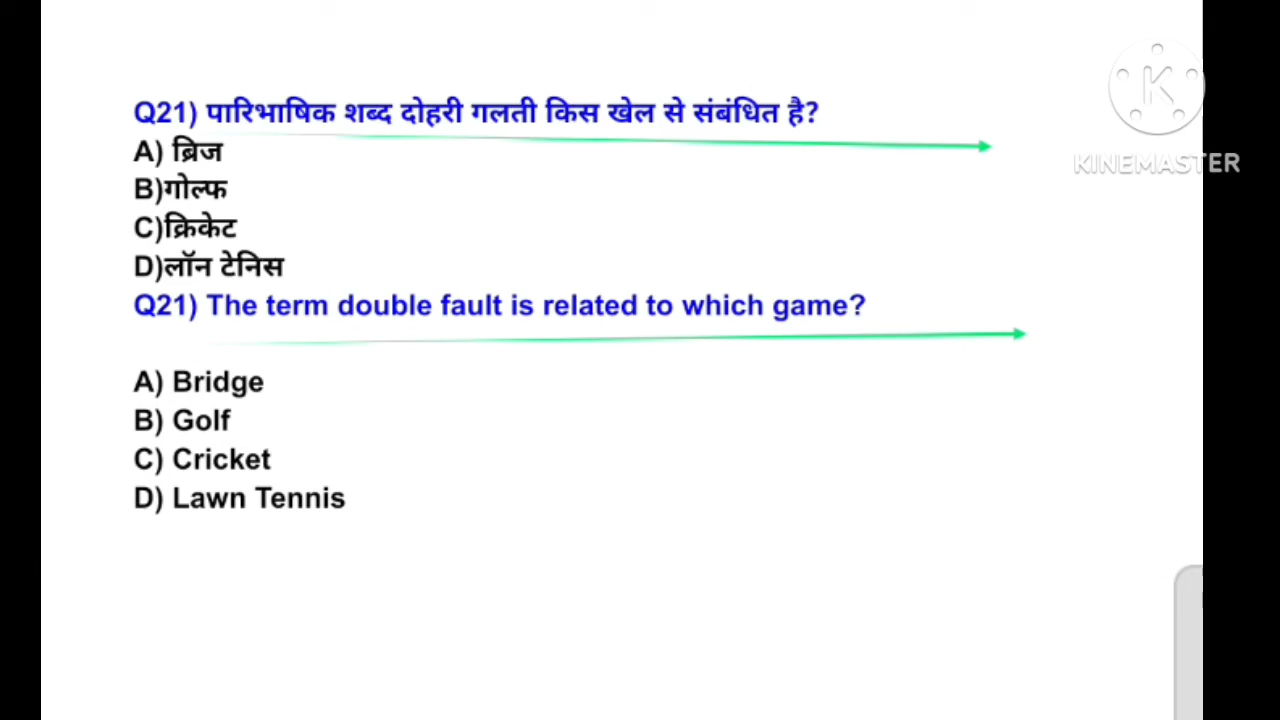 Q21) पारिभाषिक शब्द दोहरी गलती किस खेल से संबंधित है?
A) ब्रिज
B)गोल्फ
C)क्रिकेट
D)लॉन टेनिस
Q21) The term double fault is related to which game?
A) Bridge
B) Golf
C) Cricket
D) Lawn Tennis
K
KINEMASTER